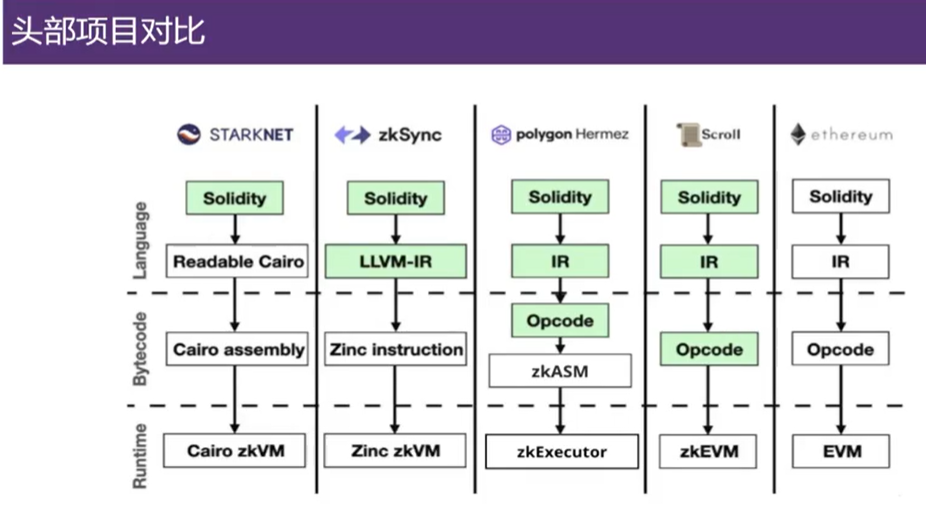 头部项目对比
STARKNET
zkSync
polygon Hermez
Scroll
ethereum
Language
Solidity
Solidity
Solidity
Solidity
Solidity
Readable Cairo
LLVM-IR
IR
IR
IR
Bytecode
Opcode
Cairo assembly
Zinc instruction
zkASM
Opcode
Opcode
Runtime
Cairo zkVM
Zinc zkVM
zkExecutor
zkEVM
EVM